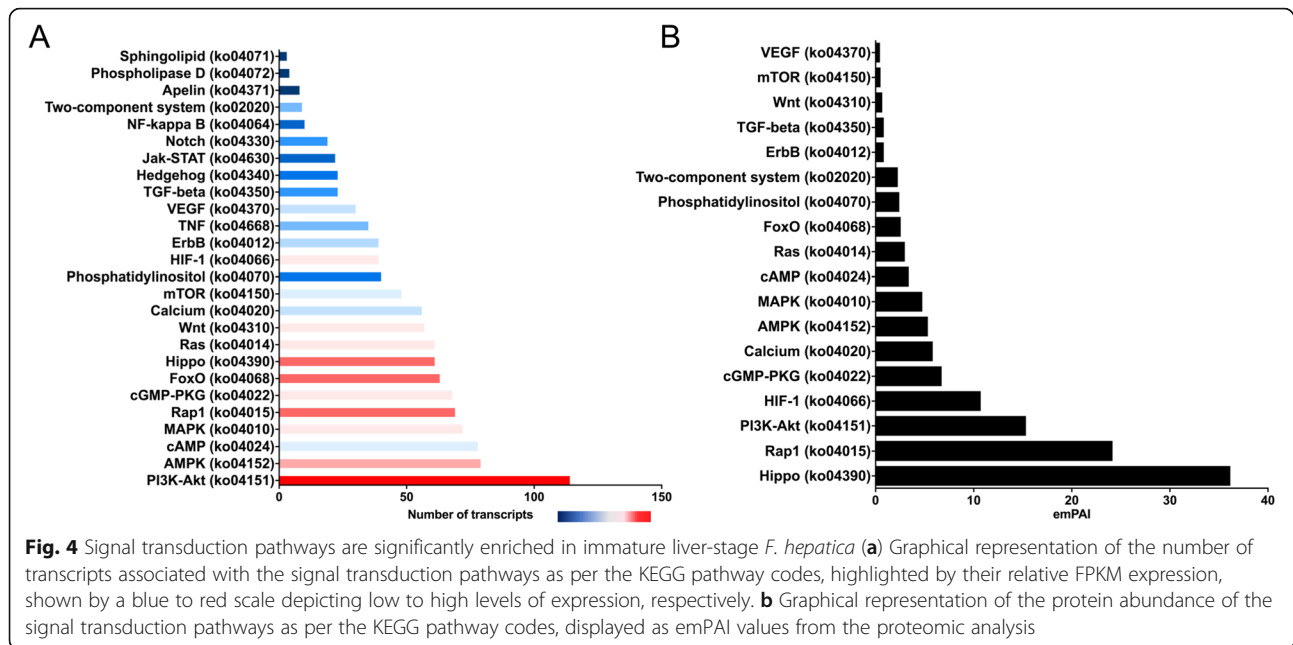 A
Sphingolipid (ko04071)
Phospholipase D (ko04072)
Apelin (ko04371)
Two-component system (ko02020)
NF-kappa B (ko04064)
Notch (ko04330)
Jak-STAT (ko04630)
Hedgehog (ko04340)
TGF-beta (ko04350)
VEGF (ko04370)
TNF (ko04668)
ErbB (ko04012)
HIF-1 (ko04066)
Phosphatidylinositol (ko04070)
mTOR (ko04150)
Calcium (ko04020)
Wnt (ko04310)
Ras (ko04014)
Hippo (ko04390)
FoxO (ko04068)
cGMP-PKG (ko04022)
Rap1 (ko04015)
MAPK (ko04010)
cAMP (ko04024)
AMPK (ko04152)
PI3K-Akt (ko04151)
0 50 100 150
Number of transcripts
B
VEGF (ko04370)
mTOR (ko04150)
Wnt (ko04310)
TGF-beta (ko04350)
ErbB (ko04012)
Two-component system (ko02020)
Phosphatidylinositol (ko04070)
FoxO (ko04068)
Ras (ko04014)
cAMP (ko04024)
MAPK (ko04010)
AMPK (ko04152)
Calcium (ko04020)
cGMP-PKG (ko04022)
HIF-1 (ko04066)
PI3K-Akt (ko04151)
Rap1 (ko04015)
Hippo (ko04390)
0 10 20 30 40
emPAI
Fig. 4 Signal transduction pathways are significantly enriched in immature liver-stage F. hepatica (a) Graphical representation of the number of
transcripts associated with the signal transduction pathways as per the KEGG pathway codes, highlighted by their relative FPKM expression,
shown by a blue to red scale depicting low to high levels of expression, respectively. b Graphical representation of the protein abundance of the
signal transduction pathways as per the KEGG pathway codes, displayed as emPAI values from the proteomic analysis